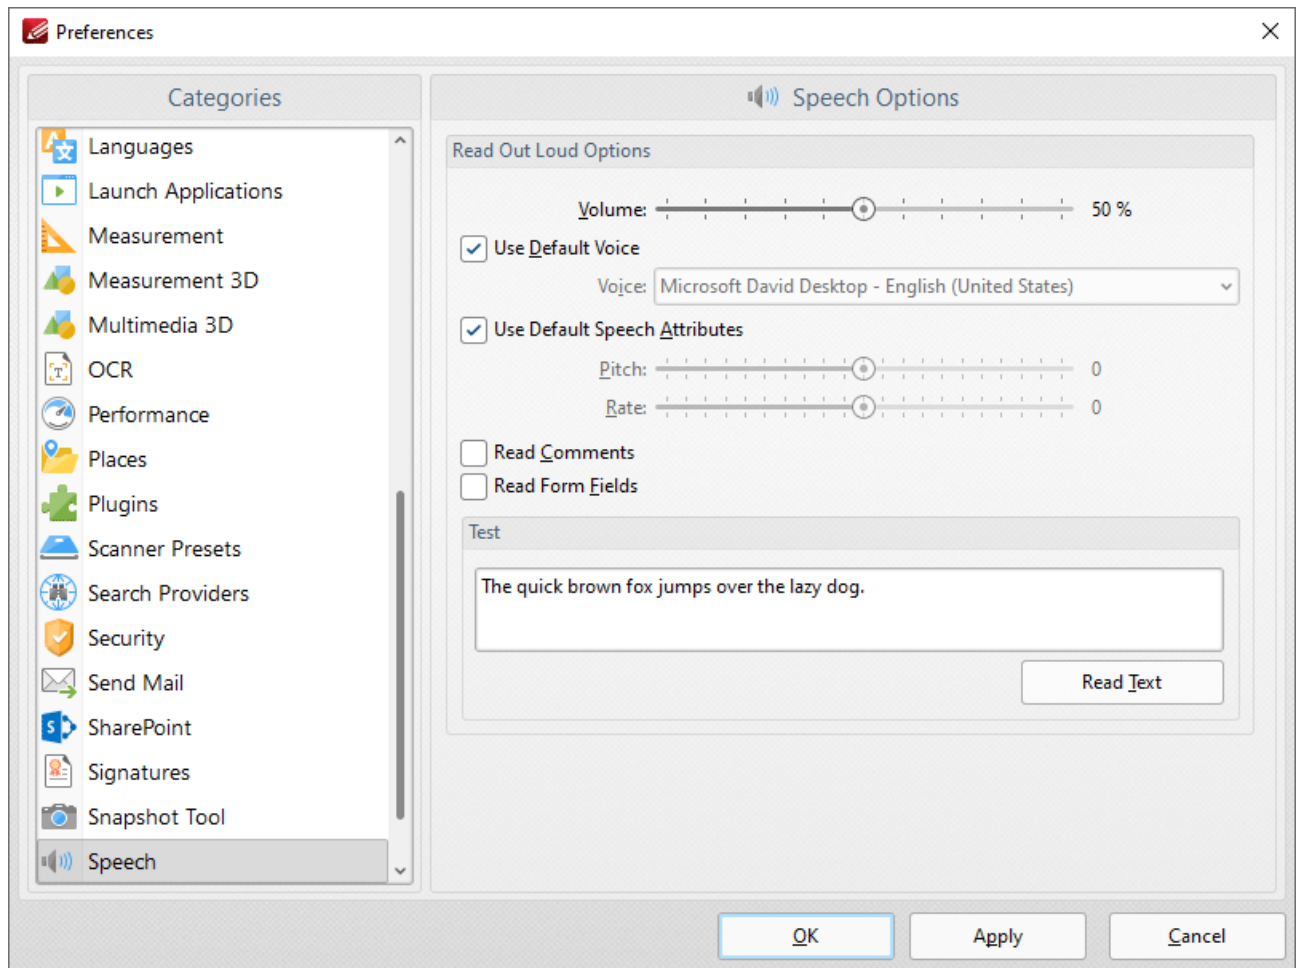 Preferences
Categories
Languages
Launch Applications
Measurement
Measurement 3D
Multimedia 3D
OCR
Performance
Places
Plugins
Scanner Presets
Search Providers
Security
Send Mail
SharePoint
Signatures
Snapshot Tool
Speech
Speech Options
Read Out Loud Options
Volume: 50 %
Use Default Voice
Voice: Microsoft David Desktop - English (United States)
Use Default Speech Attributes
Pitch: 0
Rate: 0
Read Comments
Read Form Fields
Test
The quick brown fox jumps over the lazy dog.
Read Text
OK Apply Cancel